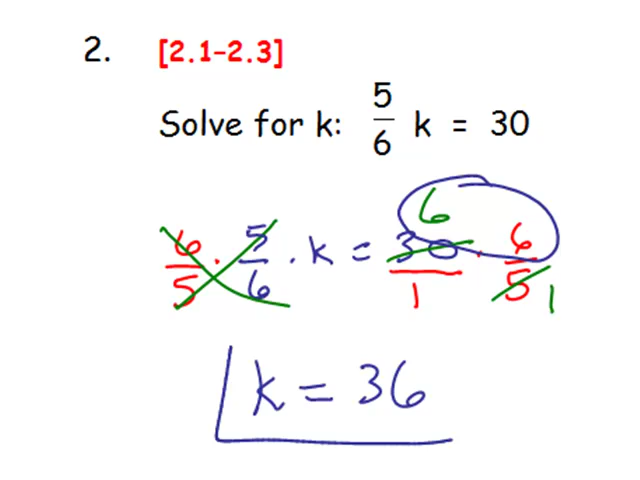 2. [2.1-2.3]
Solve for k: 5/6 k = 30
6/5 · 5/6 · k = 30/1 · 6/5
6 1
k = 36